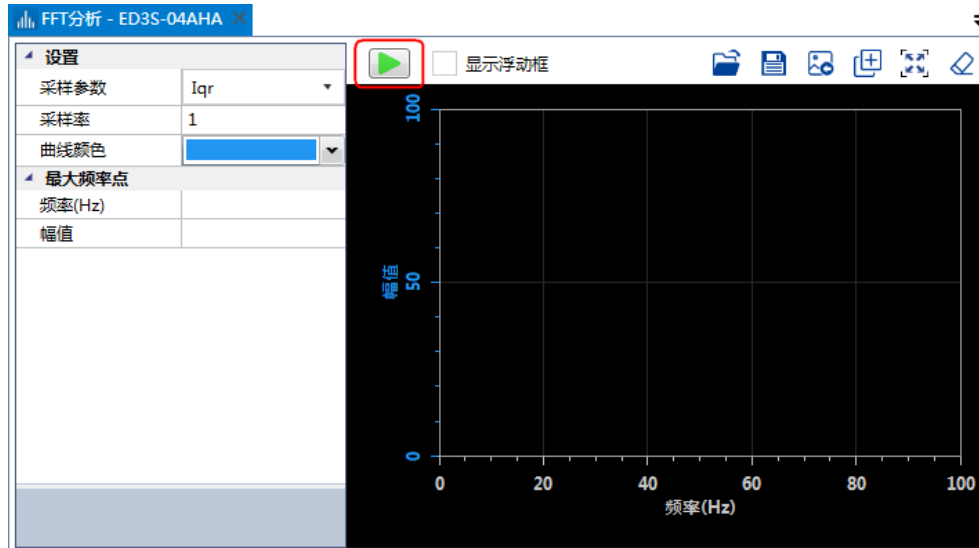 FFT分析 - ED3S-04AHA
设置
采样参数 Iqr
采样率 1
曲线颜色
最大频率点
频率(Hz)
幅值
显示浮动框
100
50
0
幅值
0 20 40 60 80 100
频率(Hz)